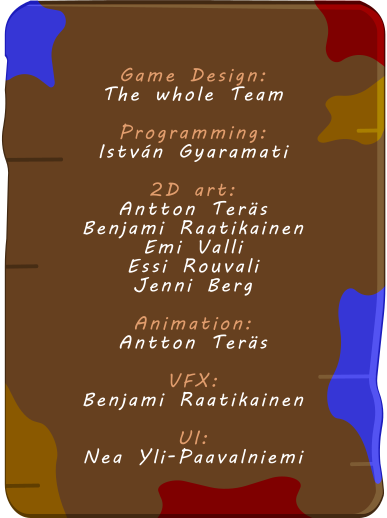 Game Design:
The whole Team
Programming:
István Gyaramati
2D art:
Antton Teräs
Benjami Raatikainen
Emi Valli
Essi Rouvali
Jenni Berg
Animation:
Antton Teräs
VFX:
Benjami Raatikainen
UI:
Nea Yli-Paavalniemi